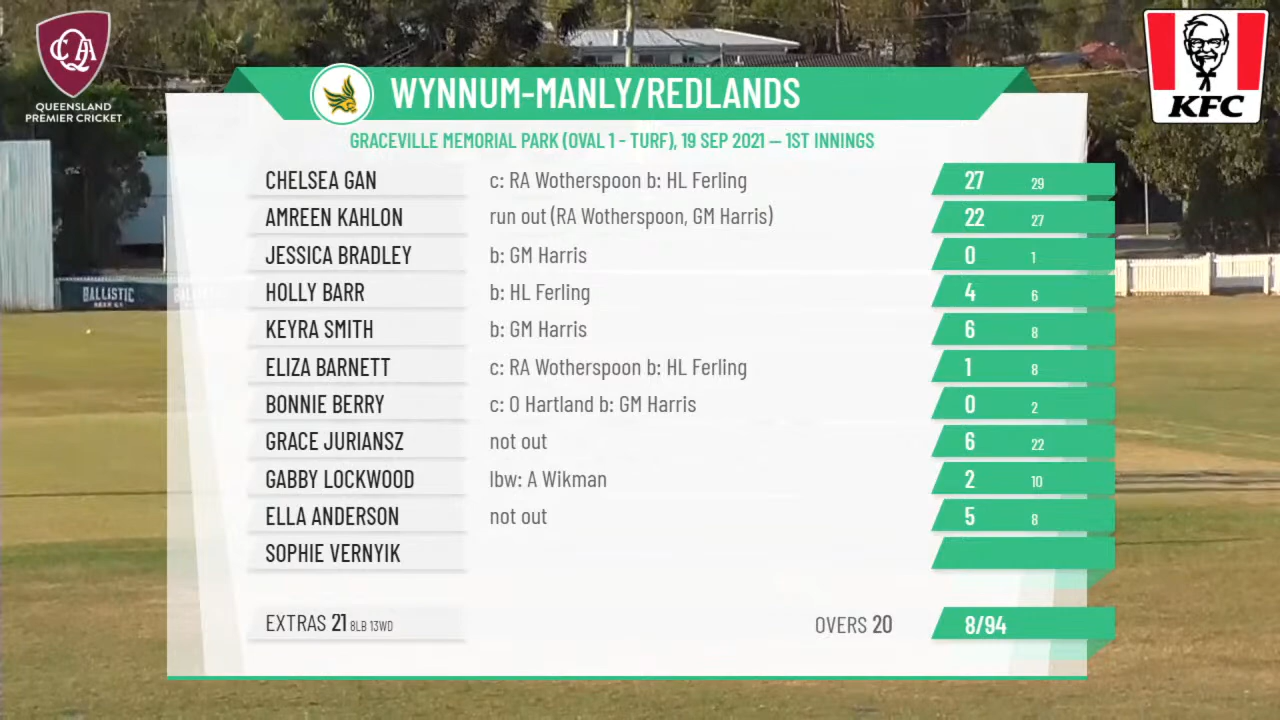 QUEENSLAND
PREMIER CRICKET
KFC
WYNNUM-MANLY/REDLANDS
GRACEVILLE MEMORIAL PARK (OVAL 1 - TURF), 19 SEP 2021 – 1ST INNINGS
CHELSEA GAN c: RA Wotherspoon b: HL Ferling 27 29
AMREEN KAHLON run out (RA Wotherspoon, GM Harris) 22 27
JESSICA BRADLEY b: GM Harris 0 1
HOLLY BARR b: HL Ferling 4 6
KEYRA SMITH b: GM Harris 6 8
ELIZA BARNETT c: RA Wotherspoon b: HL Ferling 1 8
BONNIE BERRY c: O Hartland b: GM Harris 0 2
GRACE JURIANSZ not out 6 22
GABBY LOCKWOOD lbw: A Wikman 2 10
ELLA ANDERSON not out 5 8
SOPHIE VERNYIK
EXTRAS 21 8LB 13WD OVERS 20 8/94
BALLISTIC